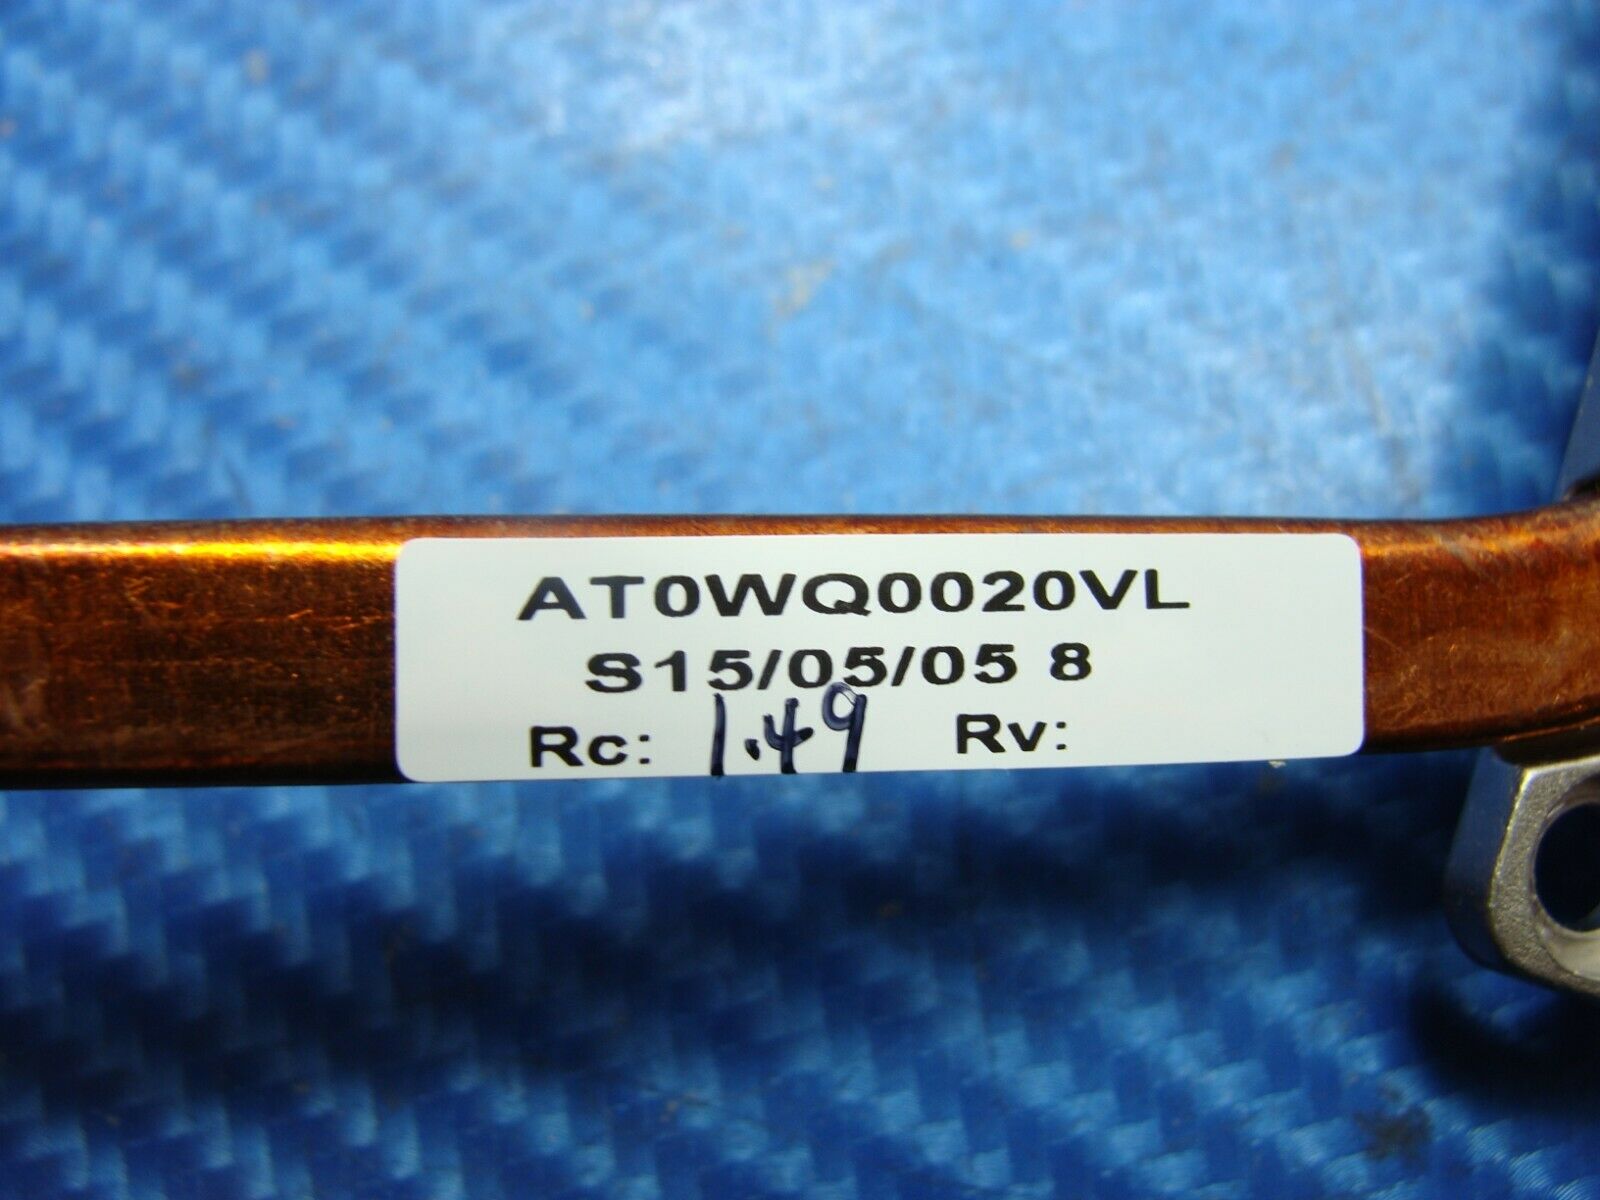 AT0WQ0020VL
S15/05/05 8
Rc: 1.49 Rv: